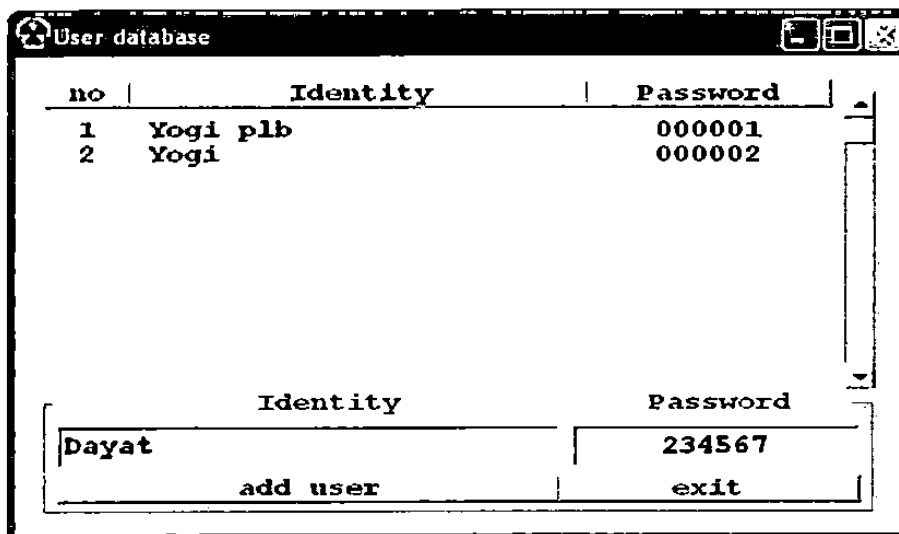 User database
no Identity Password
1 Yogi plb 000001
2 Yogi 000002
Identity Password
Dayat 234567
add user exit